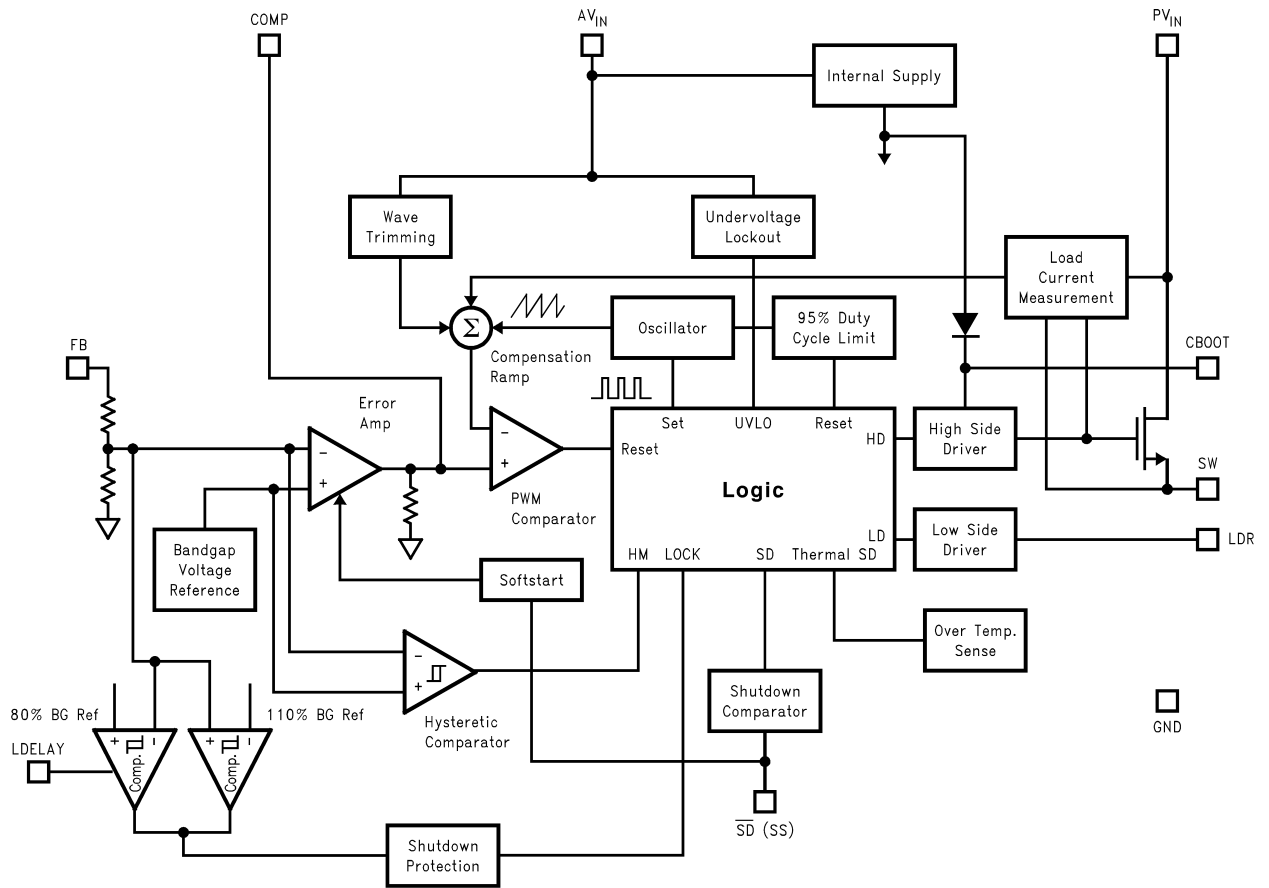 COMP
AVIN
PVIN
Internal Supply
Wave
Trimming
Undervoltage
Lockout
Load
Current
Measurement
Σ
Oscillator
95% Duty
Cycle Limit
FB
Compensation
Ramp
CBOOT
Error
Amp
−
+
−
+
PWM
Comparator
Set
UVLO
Reset
Reset
HD
Logic
LD
HM
LOCK
SD
Thermal SD
High Side
Driver
SW
Low Side
Driver
LDR
Bandgap
Voltage
Reference
Softstart
Over Temp.
Sense
−
+
Hysteretic
Comparator
Shutdown
Comparator
80% BG Ref
110% BG Ref
LDELAY
+
−
Comp.
+
−
Comp.
GND
SD (SS)
Shutdown
Protection